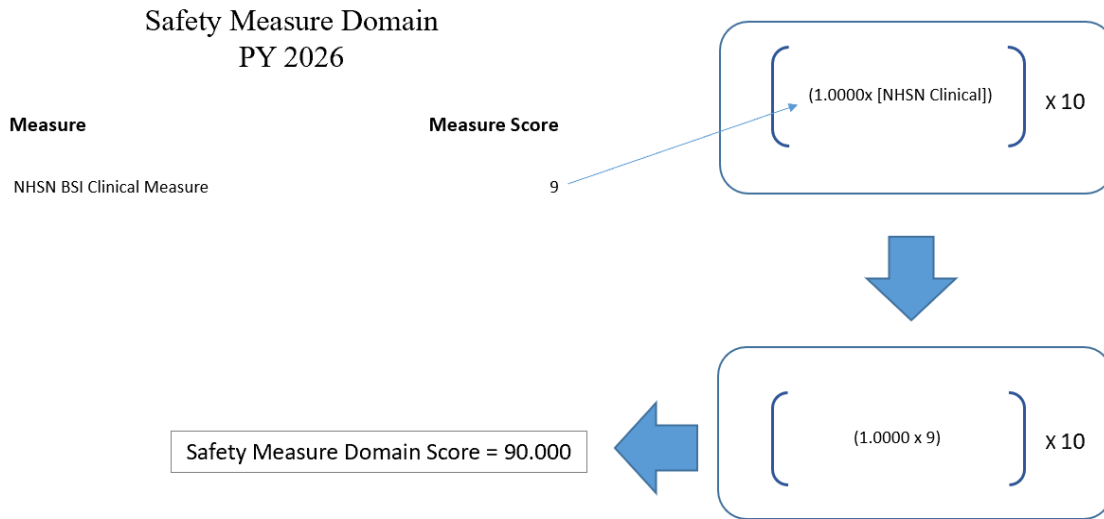 Safety Measure Domain
PY 2026
Measure
Measure Score
NHSN BSI Clinical Measure
9
(1.0000x [NHSN Clinical])
X 10
(1.0000 x 9)
X 10
Safety Measure Domain Score = 90.000